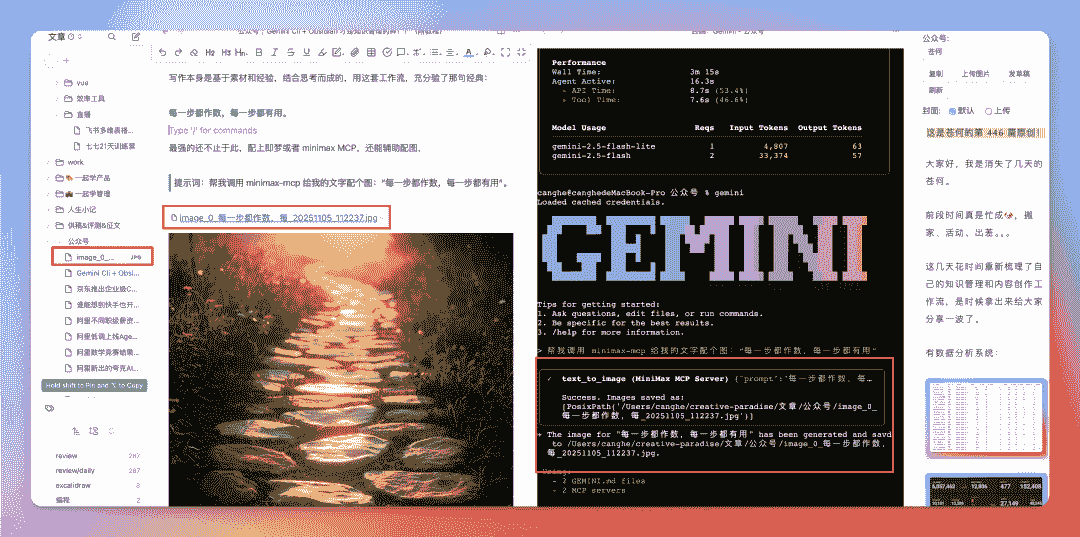 文章
公众号：Gemini Cli + Obsidian
H2 H3 Hn B I S U
vue
效率工具
直播
飞书多维表格...
七七21天训练营
work
一起学产品
一起学管理
人生小记
供稿&评测&征文
公众号
image_0_... JPG
Gemini Cli + Obsi...
京东推出企业级C...
谁能想到快手也开...
阿里不同职级薪资...
阿里低调上线Age...
阿里数学竞赛结果...
阿里新出的夸克AI...
Hold shift to Pin and ⌥ to Copy
review 207
review/daily 207
excalidraw 8
编程 2
写作本身是基于素材和经验，结合思考而成的，用这套工作流，充分验了那句经典：
每一步都作数，每一步都有用。
Type '/' for commands
最强的还不止于此，配上即梦或者 minimax MCP，还能辅助配图。
提示词：帮我调用 minimax-mcp 给我的文字配个图：“每一步都作数，每一步都有用”。
image_0_每一步都作数，每_20251105_112237.jpg
Performance
Wall Time: 3m 15s
Agent Active: 16.3s
» API Time: 8.7s (53.4%)
» Tool Time: 7.6s (46.6%)
Model Usage Reqs Input Tokens Output Tokens
gemini-2.5-flash-lite 1 4,807 63
gemini-2.5-flash 2 33,374 57
canghe@canghedeMacBook-Pro 公众号 % gemini
Loaded cached credentials.
GEMINI
Tips for getting started:
1. Ask questions, edit files, or run commands.
2. Be specific for the best results.
3. /help for more information.
> 帮我调用 minimax-mcp 给我的文字配个图：“每一步都作数，每一步都有用”
✓ text_to_image (MiniMax MCP Server) {"prompt":"每一步都作数，每…
Success. Images saved as:
[PosixPath('/Users/canghe/creative-paradise/文章/公众号/image_0_
每一步都作数，每_20251105_112237.jpg')]
✦ The image for "每一步都作数，每一步都有用" has been generated and saved
to /Users/canghe/creative-paradise/文章/公众号/image_0_每一步都作数，
每_20251105_112237.jpg.
Using:
- 2 GEMINI.md files
- 2 MCP servers
公众号:
苍何
复制 上传图片 发草稿
刷新
封面: 默认 上传
这是苍何的第 446 篇原创！
大家好，我是消失了几天的
苍何。
前段时间真是忙成🐶，搬
家、活动、出差。。。
这几天花时间重新梳理了自
己的知识管理和内容创作工
作流，是时候拿出来给大家
分享一波了。
有数据分析系统：
477